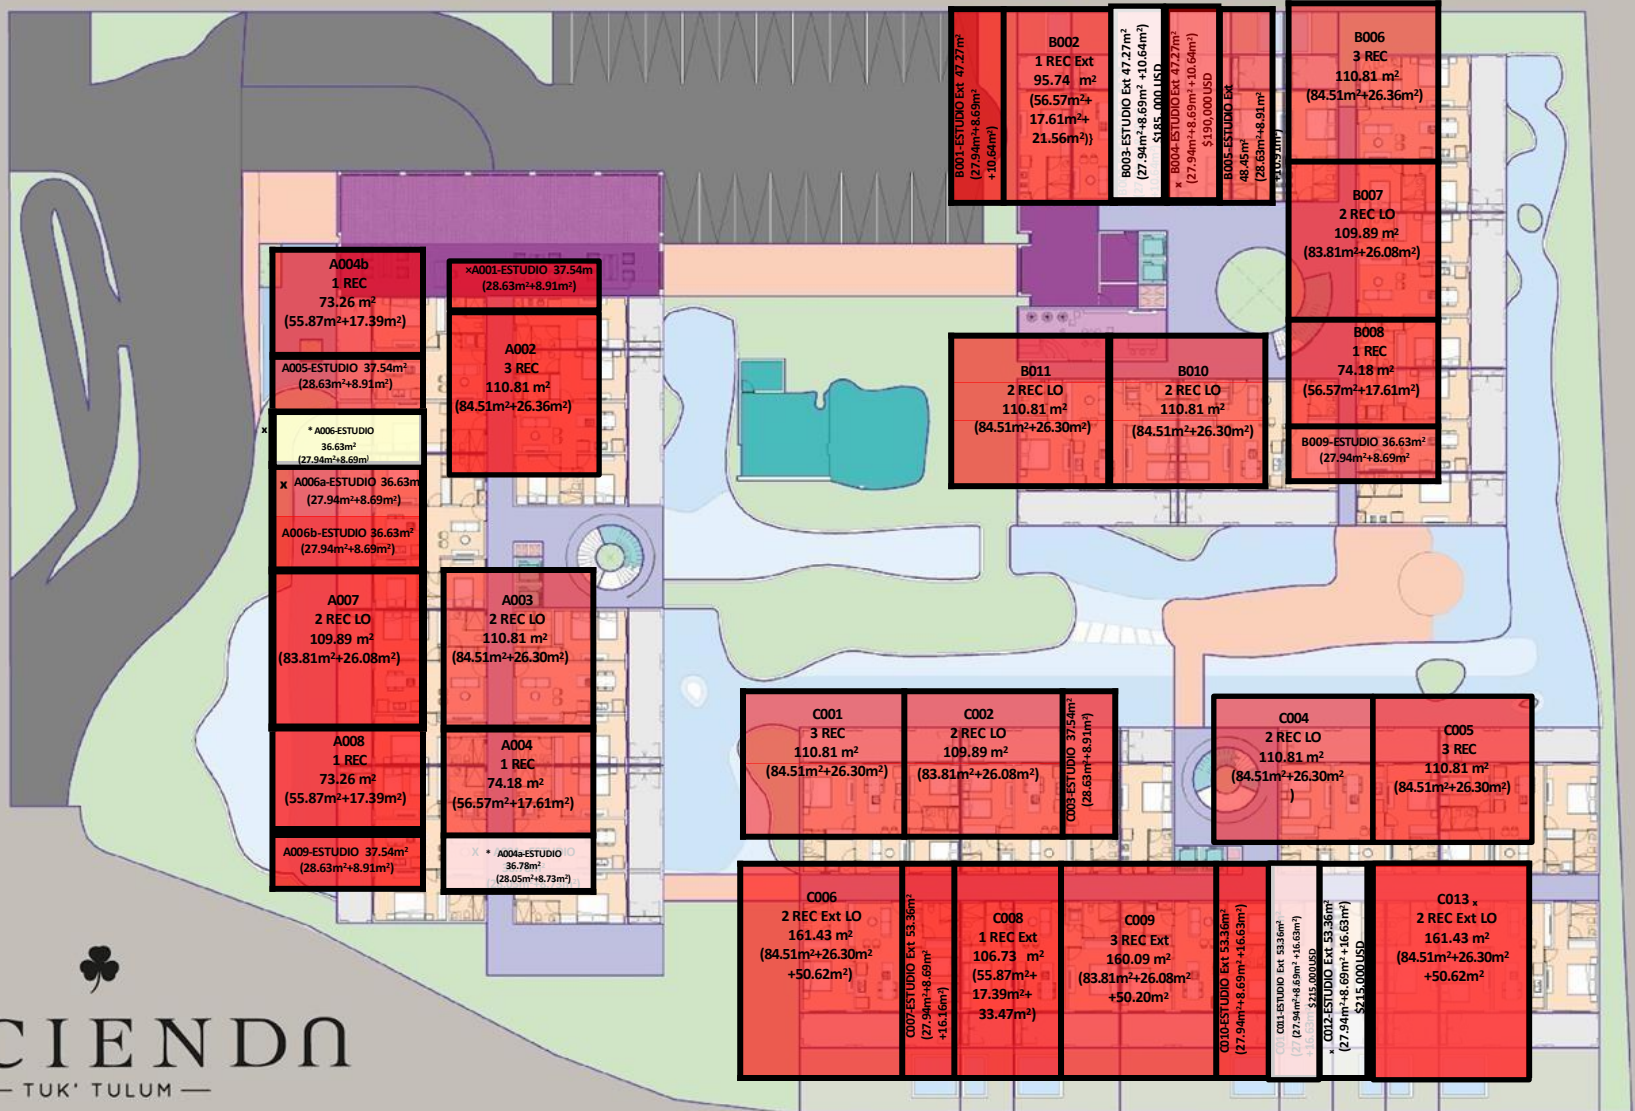 B001-ESTUDIO Ext 47.27m²
(27.94m²+8.69m²
+10.64m²)
B002
1 REC Ext
95.74 m²
(56.57m²+
17.61m²+
21.56m²)}
B003-ESTUDIO Ext 47.27m²
(27.94m²+8.69m² +10.64m²)
$185,000 USD
x B004-ESTUDIO Ext 47.27m²
(27.94m²+8.69m²+10.64m²)
$190,000 USD
B005-ESTUDIO Ext
48.45m²
(28.63m²+8.91m²
+10.91m²)
B006
3 REC
110.81 m²
(84.51m²+26.36m²)
B007
2 REC LO
109.89 m²
(83.81m²+26.08m²)
B008
1 REC
74.18 m²
(56.57m²+17.61m²)
B009-ESTUDIO 36.63m²
(27.94m²+8.69m²
B011
2 REC LO
110.81 m²
(84.51m²+26.30m²)
B010
2 REC LO
110.81 m²
(84.51m²+26.30m²)
A004b
1 REC
73.26 m²
(55.87m²+17.39m²)
xA001-ESTUDIO 37.54m
(28.63m²+8.91m²)
A002
3 REC
110.81 m²
(84.51m²+26.36m²)
A005-ESTUDIO 37.54m²
(28.63m²+8.91m²)
x
* A006-ESTUDIO
36.63m²
(27.94m²+8.69m²
x A006a-ESTUDIO 36.63m
(27.94m²+8.69m²)
A006b-ESTUDIO 36.63m²
(27.94m²+8.69m²)
A007
2 REC LO
109.89 m²
(83.81m²+26.08m²)
A003
2 REC LO
110.81 m²
(84.51m²+26.30m²)
A008
1 REC
73.26 m²
(55.87m²+17.39m²)
A004
1 REC
74.18 m²
(56.57m²+17.61m²)
A009-ESTUDIO 37.54m²
(28.63m²+8.91m²)
* A004a-ESTUDIO
36.78m²
(28.05m²+8.73m²)
C001
3 REC
110.81 m²
(84.51m²+26.30m²)
C002
2 REC LO
109.89 m²
(83.81m²+26.08m²)
C003-ESTUDIO 37.54m²
(28.63m²+8.91m²)
C004
2 REC LO
110.81 m²
(84.51m²+26.30m²
)
C005
3 REC
110.81 m²
(84.51m²+26.30m²)
C006
2 REC Ext LO
161.43 m²
(84.51m²+26.30m²
+50.62m²)
C007-ESTUDIO Ext 53.36m²
(27.94m²+8.69m²
+16.16m²)
C008
1 REC Ext
106.73 m²
(55.87m²+
17.39m²+
33.47m²)
C009
3 REC Ext
160.09 m²
(83.81m²+26.08m²
+50.20m²)
C010-ESTUDIO Ext 53.36m²
(27.94m²+8.69m² +16.63m²)
C011-ESTUDIO Ext 53.36m²
(27.94m²+8.69m² +16.63m²)
$215,000USD
x C012-ESTUDIO Ext 53.36m²
(27.94m²+8.69m² +16.63m²)
$215,000 USD
C013 x
2 REC Ext LO
161.43 m²
(84.51m²+26.30m²
+50.62m²
CIENDA
— TUK' TULUM —